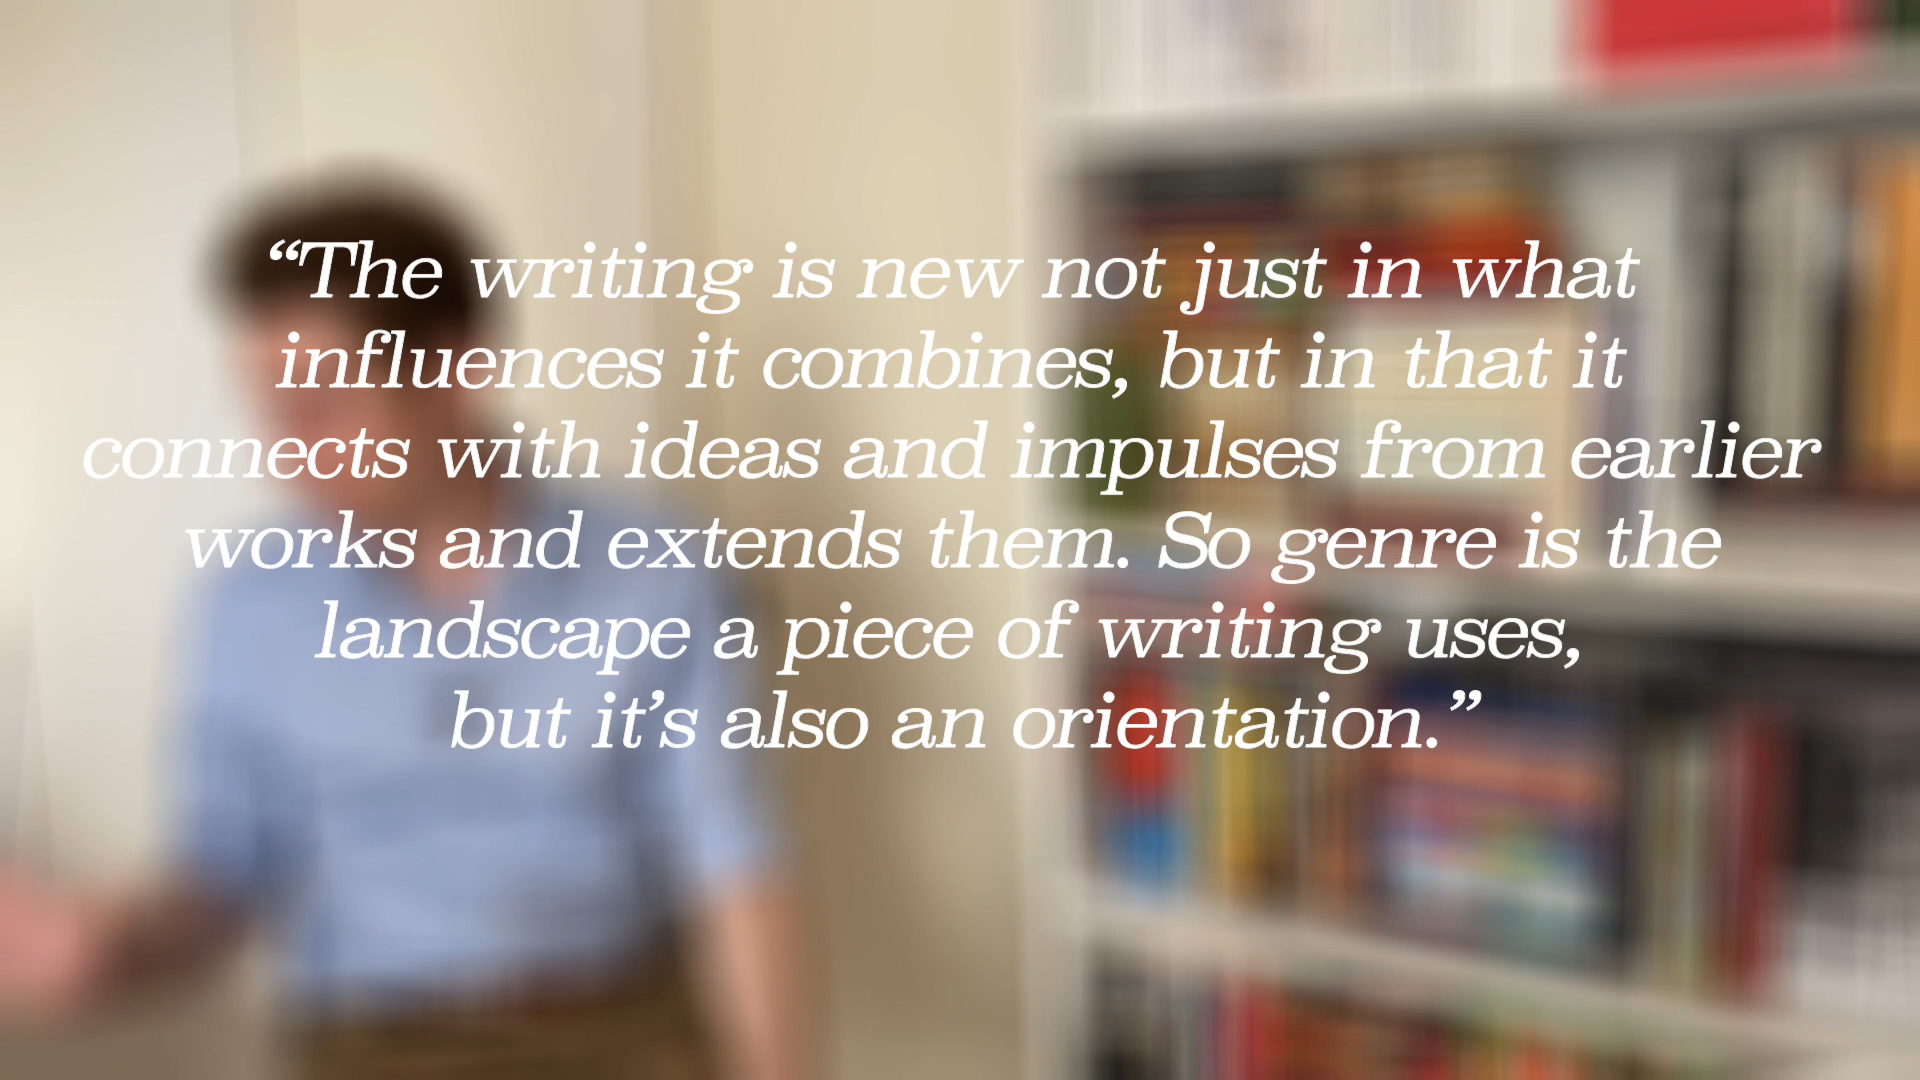 “The writing is new not just in what
influences it combines, but in that it
connects with ideas and impulses from earlier
works and extends them. So genre is the
landscape a piece of writing uses,
but it’s also an orientation.”